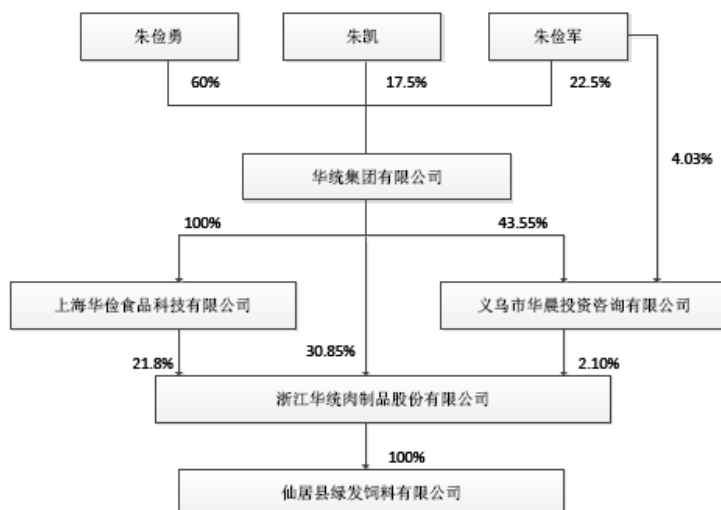 朱俭勇
朱凯
朱俭军
60%
17.5%
22.5%
4.03%
华统集团有限公司
100%
43.55%
上海华俭食品科技有限公司
义乌市华晨投资咨询有限公司
21.8%
30.85%
2.10%
浙江华统肉制品股份有限公司
100%
仙居县绿发饲料有限公司